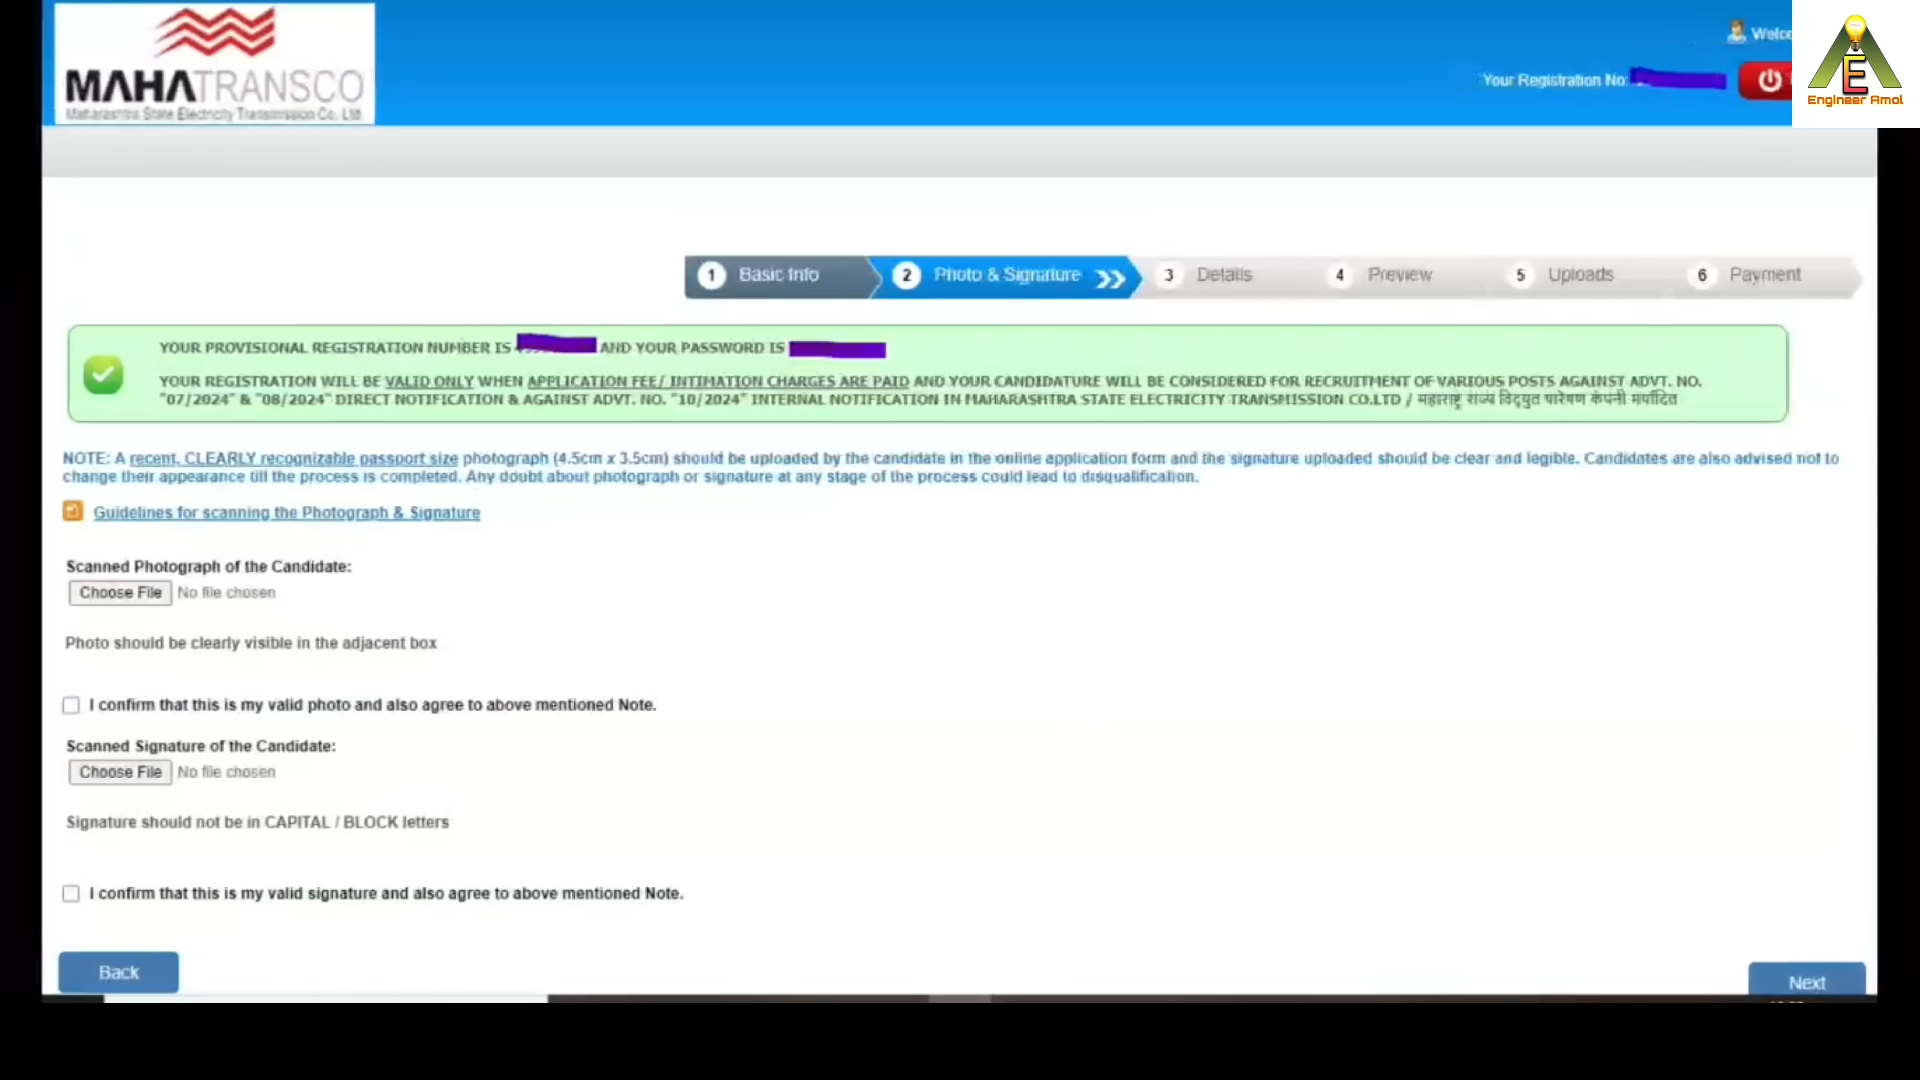 MAHATRANSCO
Maharashtra State Electricity Transmission Co. Ltd.
Your Registration No:
E
Engineer Amol
1 Basic Info 2 Photo & Signature 3 Details 4 Preview 5 Uploads 6 Payment
YOUR PROVISIONAL REGISTRATION NUMBER IS AND YOUR PASSWORD IS
YOUR REGISTRATION WILL BE VALID ONLY WHEN APPLICATION FEE/ INTIMATION CHARGES ARE PAID AND YOUR CANDIDATURE WILL BE CONSIDERED FOR RECRUITMENT OF VARIOUS POSTS AGAINST ADVT. NO.
"07/2024" & "08/2024" DIRECT NOTIFICATION & AGAINST ADVT. NO. "10/2024" INTERNAL NOTIFICATION IN MAHARASHTRA STATE ELECTRICITY TRANSMISSION CO.LTD / महाराष्ट्र राज्य विद्युत पारेषण कंपनी मर्यादित
NOTE: A recent, CLEARLY recognizable passport size photograph (4.5cm x 3.5cm) should be uploaded by the candidate in the online application form and the signature uploaded should be clear and legible. Candidates are also advised not to
change their appearance till the process is completed. Any doubt about photograph or signature at any stage of the process could lead to disqualification.
Guidelines for scanning the Photograph & Signature
Scanned Photograph of the Candidate:
Choose File No file chosen
Photo should be clearly visible in the adjacent box
I confirm that this is my valid photo and also agree to above mentioned Note.
Scanned Signature of the Candidate:
Choose File No file chosen
Signature should not be in CAPITAL / BLOCK letters
I confirm that this is my valid signature and also agree to above mentioned Note.
Back
Next